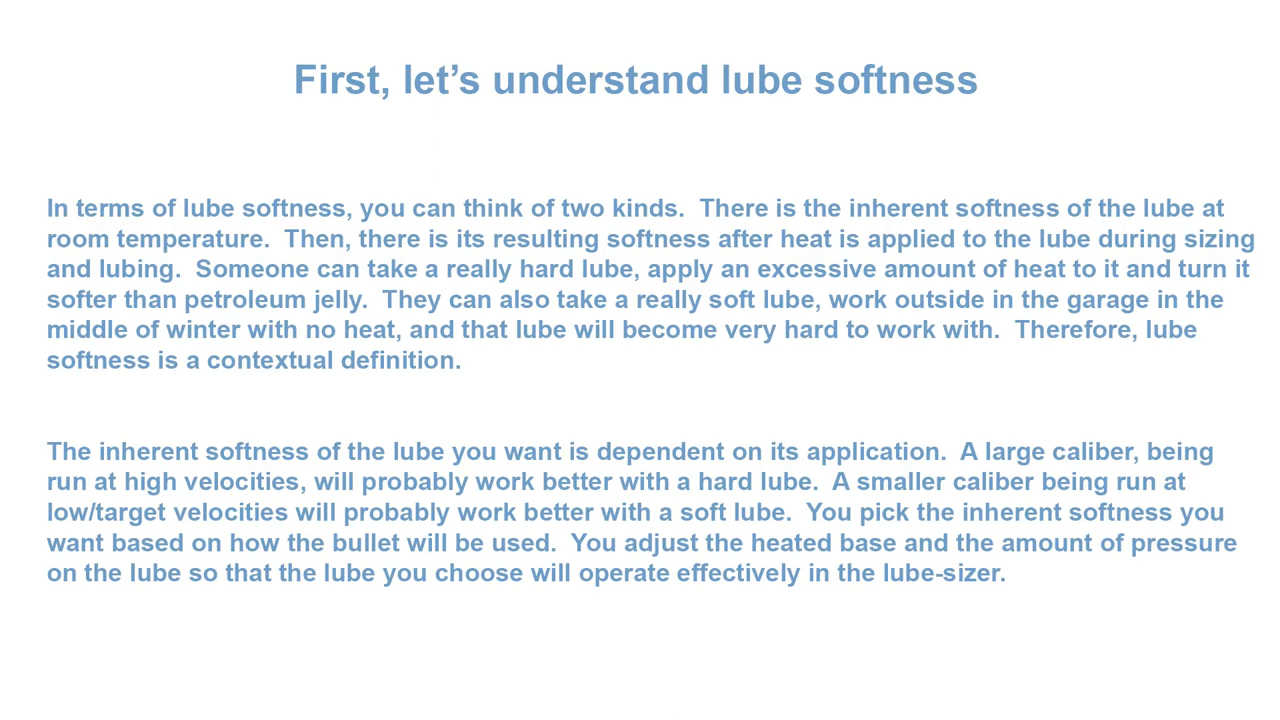 First, let’s understand lube softness
In terms of lube softness, you can think of two kinds.  There is the inherent softness of the lube at
room temperature.  Then, there is its resulting softness after heat is applied to the lube during sizing
and lubing.  Someone can take a really hard lube, apply an excessive amount of heat to it and turn it
softer than petroleum jelly.  They can also take a really soft lube, work outside in the garage in the
middle of winter with no heat, and that lube will become very hard to work with.  Therefore, lube
softness is a contextual definition.
The inherent softness of the lube you want is dependent on its application.  A large caliber, being
run at high velocities, will probably work better with a hard lube.  A smaller caliber being run at
low/target velocities will probably work better with a soft lube.  You pick the inherent softness you
want based on how the bullet will be used.  You adjust the heated base and the amount of pressure
on the lube so that the lube you choose will operate effectively in the lube-sizer.